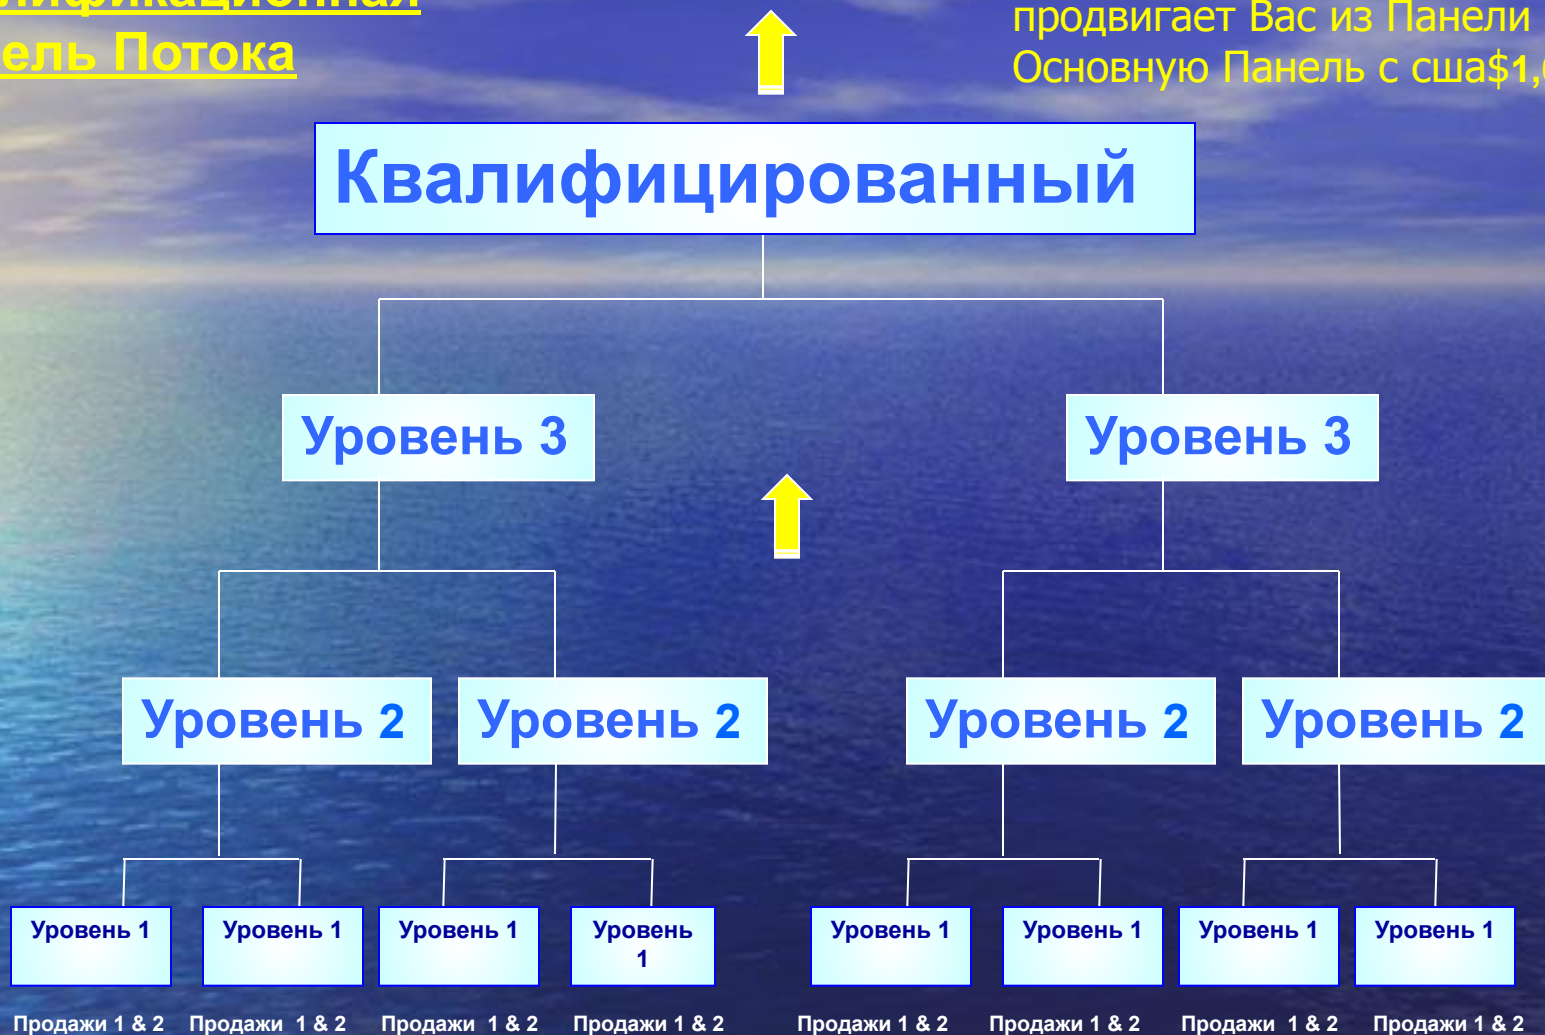 лификационная
ель Потока
продвигает Вас из Панели
Основную Панель с сша$1,
Квалифицированный
Уровень 3
Уровень 3
Уровень 2
Уровень 2
Уровень 2
Уровень 2
Уровень 1
Уровень 1
Уровень 1
Уровень
1
Уровень 1
Уровень 1
Уровень 1
Уровень 1
Продажи 1 & 2
Продажи 1 & 2
Продажи 1 & 2
Продажи 1 & 2
Продажи 1 & 2
Продажи 1 & 2
Продажи 1 & 2
Продажи 1 & 2